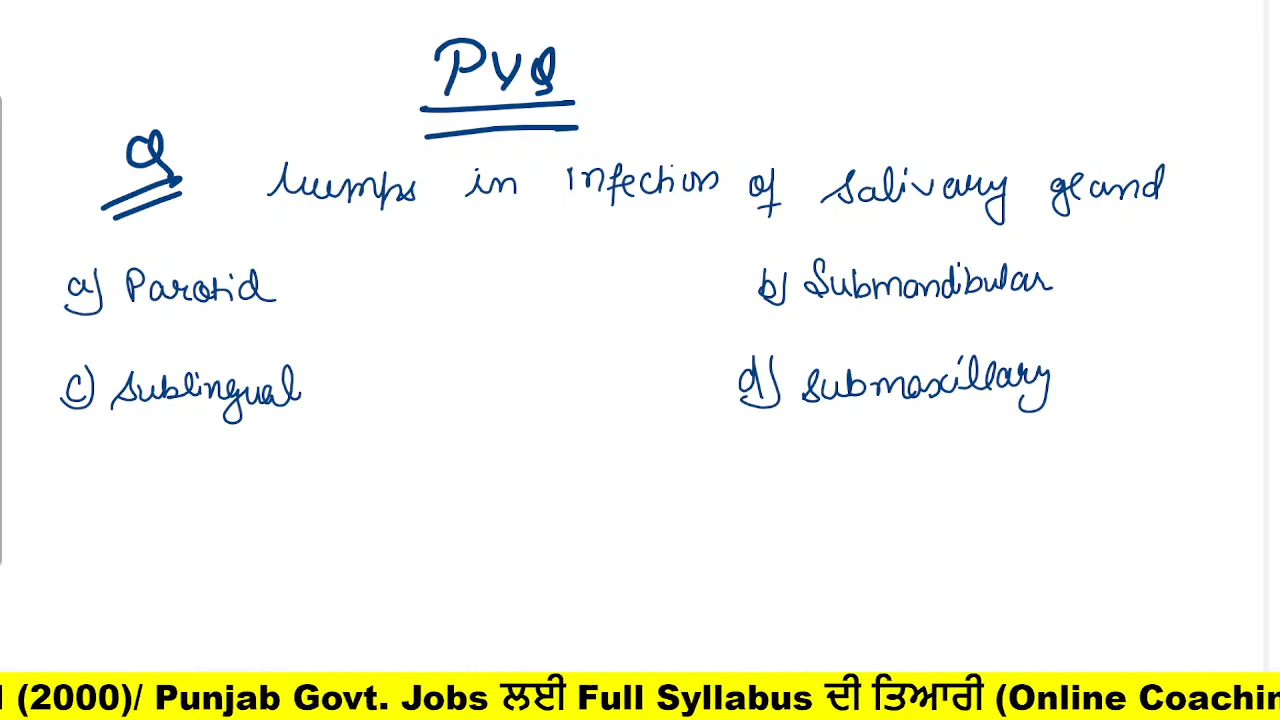 PYQ
Q Mumps in infection of salivary gland
a) Parotid b) Submandibular
c) Sublingual d) Submaxillary
(2000)/ Punjab Govt. Jobs ਲਈ Full Syllabus ਦੀ ਤਿਆਰੀ (Online Coachin